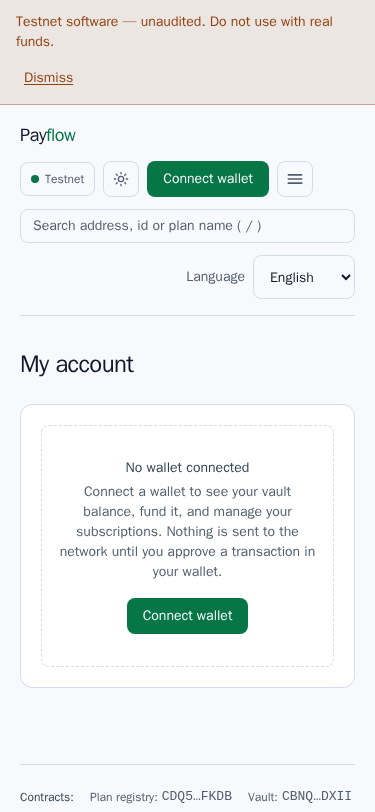 Testnet software — unaudited. Do not use with real
funds.
Dismiss
Payflow
Testnet
Connect wallet
Search address, id or plan name ( / )
Language
English
My account
No wallet connected
Connect a wallet to see your vault
balance, fund it, and manage your
subscriptions. Nothing is sent to the
network until you approve a transaction in
your wallet.
Connect wallet
Contracts: Plan registry: CDQ5…FKDB Vault: CBNQ…DXII